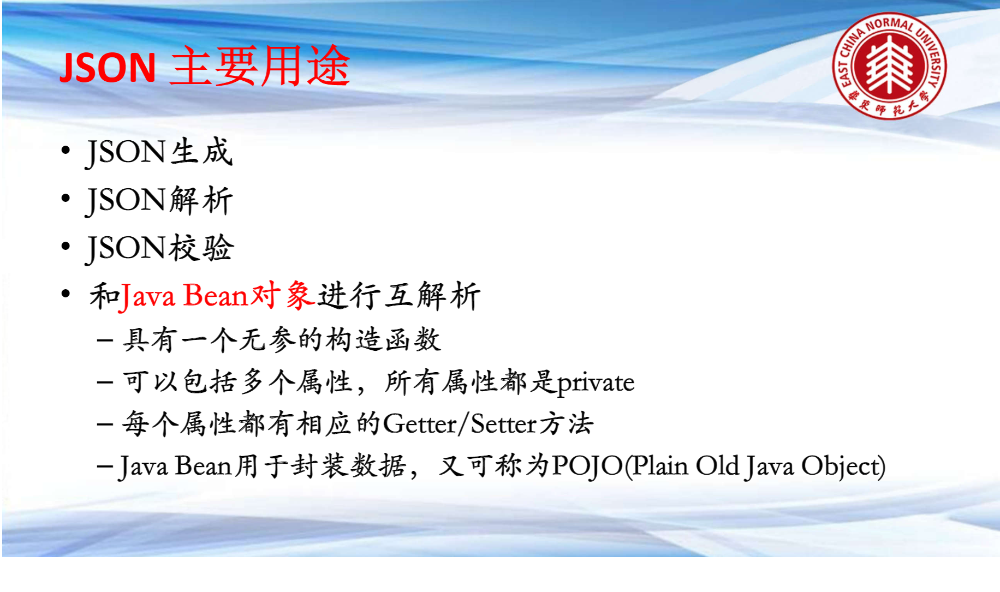 JSON 主要用途
EAST CHINA NORMAL UNIVERSITY
華東師範大學
• JSON生成
• JSON解析
• JSON校验
• 和Java Bean对象进行互解析
– 具有一个无参的构造函数
– 可以包括多个属性，所有属性都是private
– 每个属性都有相应的Getter/Setter方法
– Java Bean用于封装数据，又可称为POJO(Plain Old Java Object)